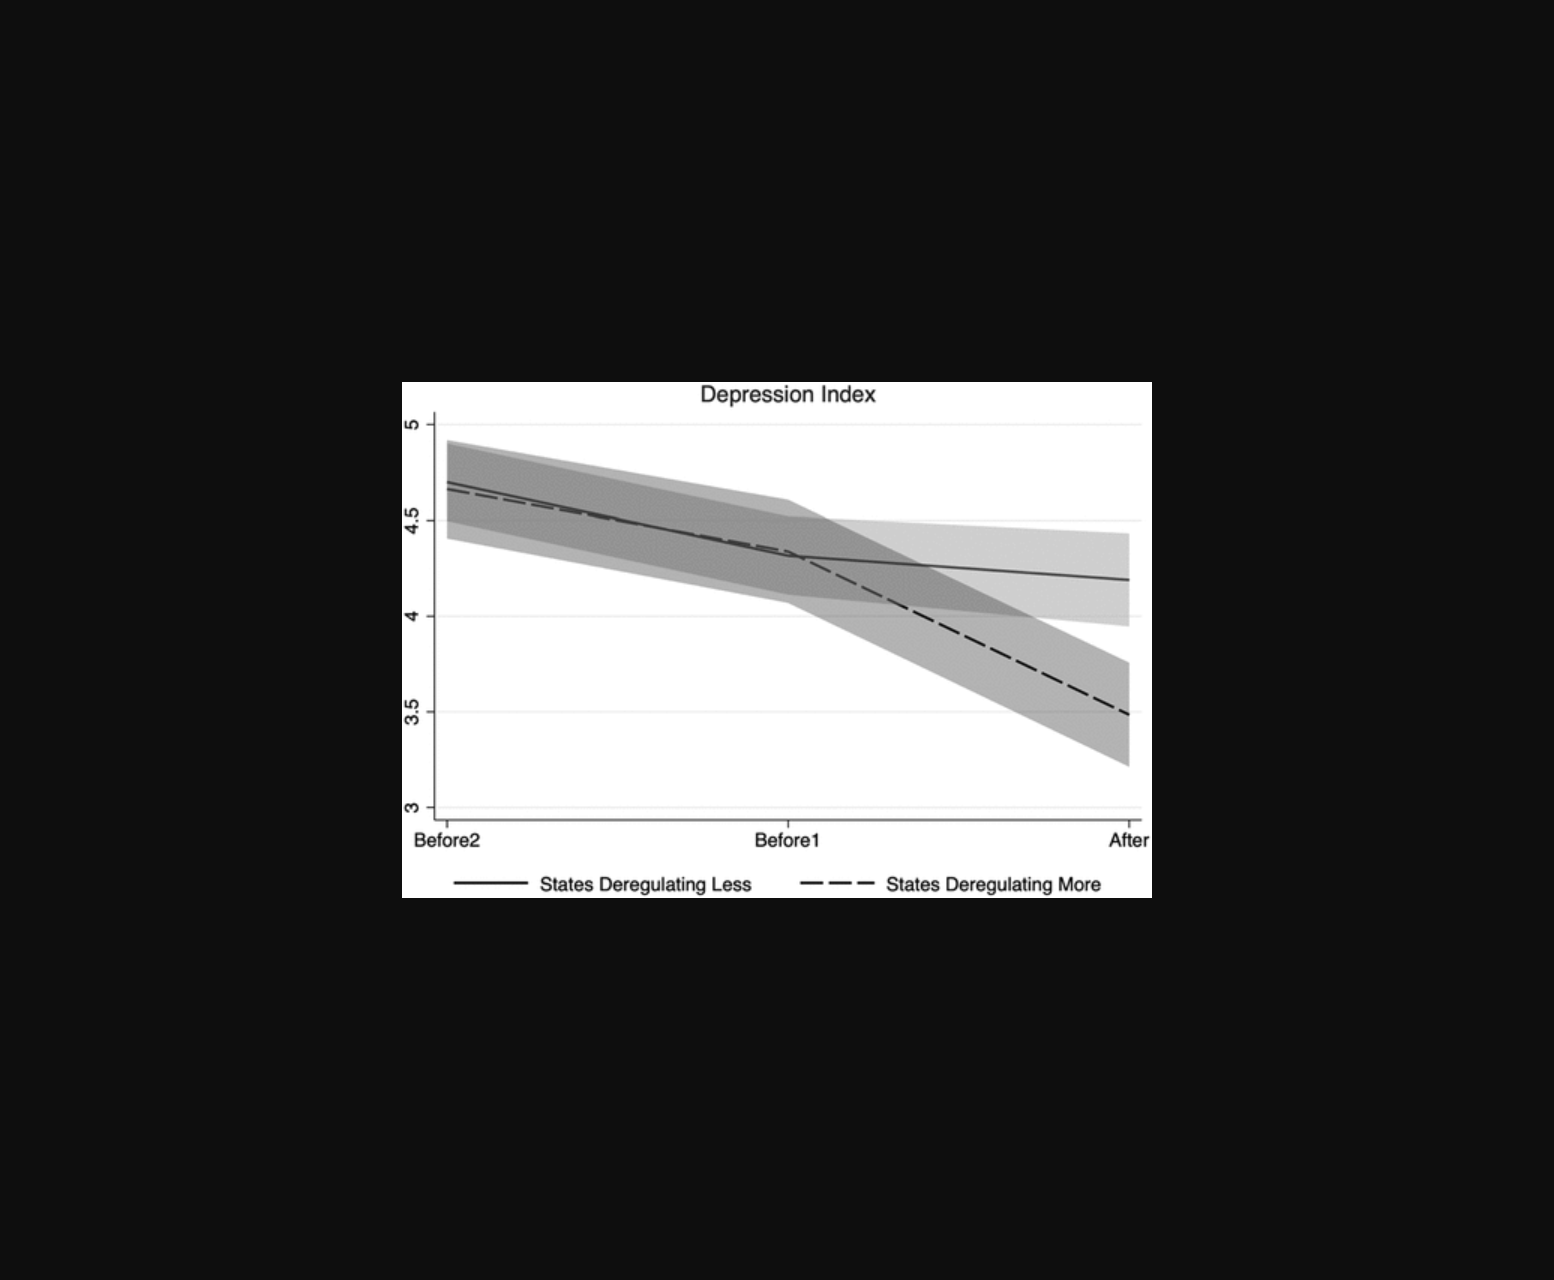 Depression Index
5
4.5
4
3.5
3
Before2 Before1 After
States Deregulating Less States Deregulating More